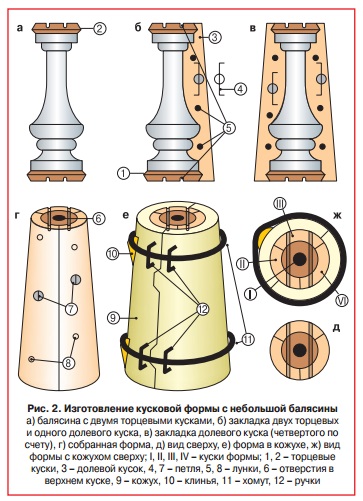 а
2
б
3
в
4
5
1
г
6
е
III
ж
II
I
VI
10
7
12
9
11
д
8
Рис. 2. Изготовление кусковой формы с небольшой балясины
а) балясина с двумя торцевыми кусками, б) закладка двух торцевых
и одного долевого куска, в) закладка долевого куска (четвертого по
счету), г) собранная форма, д) вид сверху, е) форма в кожухе, ж) вид
формы с кожухом сверху; I, II, III, IV – куски формы; 1, 2 – торцевые
куски, 3 – долевой кусок, 4, 7 – петля, 5, 8 – лунки, 6 – отверстия в
верхнем куске, 9 – кожух, 10 – клинья, 11 – хомут, 12 – ручки